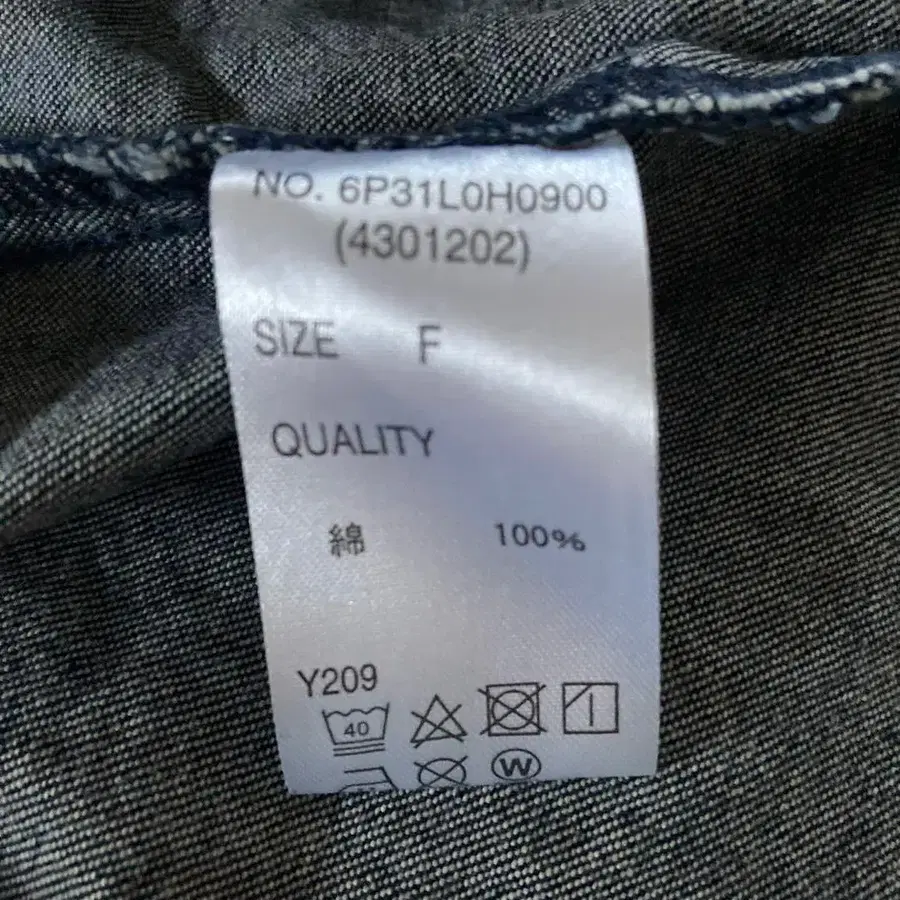 NO. 6P31L0H0900
(4301202)
SIZE F
QUALITY
綿 100%
Y209
40
W